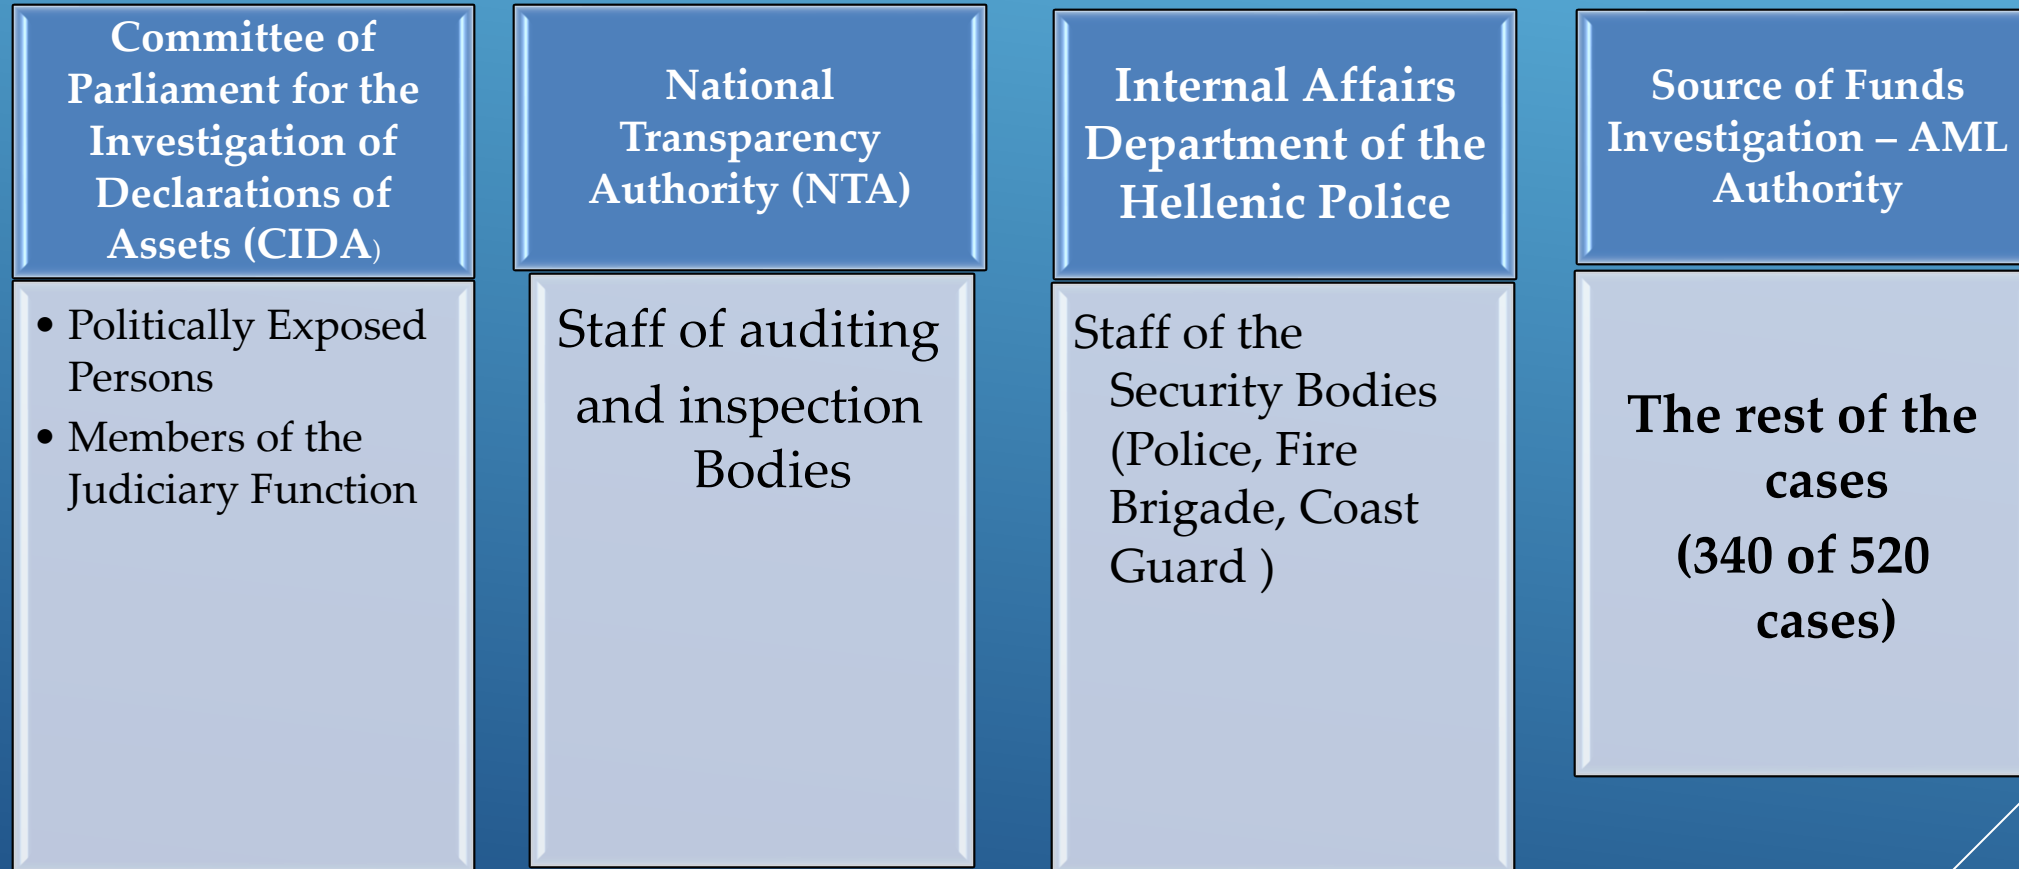 Committee of
Parliament for the
Investigation of
Declarations of
Assets (CIDA)
• Politically Exposed
Persons
• Members of the
Judiciary Function
National
Transparency
Authority (NTA)
Staff of auditing
and inspection
Bodies
Internal Affairs
Department of the
Hellenic Police
Staff of the
Security Bodies
(Police, Fire
Brigade, Coast
Guard )
Source of Funds
Investigation – AML
Authority
The rest of the
cases
(340 of 520
cases)